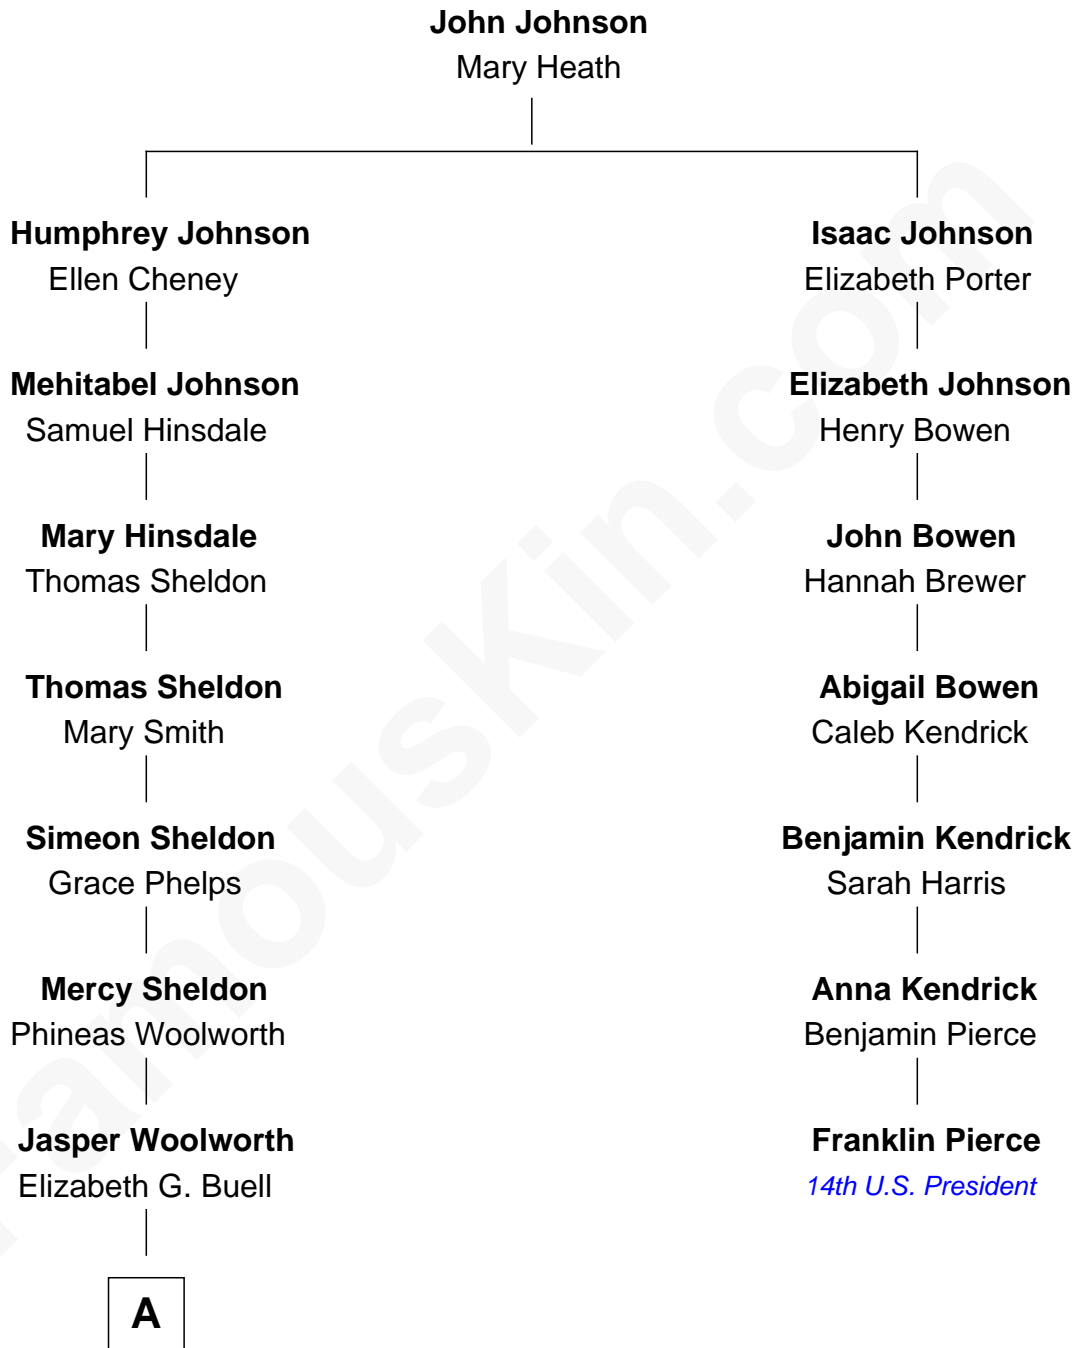 John Johnson
Mary Heath
Humphrey Johnson
Ellen Cheney
Isaac Johnson
Elizabeth Porter
Mehitabel Johnson
Samuel Hinsdale
Elizabeth Johnson
Henry Bowen
Mary Hinsdale
Thomas Sheldon
John Bowen
Hannah Brewer
Thomas Sheldon
Mary Smith
Abigail Bowen
Caleb Kendrick
Simeon Sheldon
Grace Phelps
Benjamin Kendrick
Sarah Harris
Mercy Sheldon
Phineas Woolworth
Anna Kendrick
Benjamin Pierce
Jasper Woolworth
Elizabeth G. Buell
Franklin Pierce
14th U.S. President
A
FamousKin.com